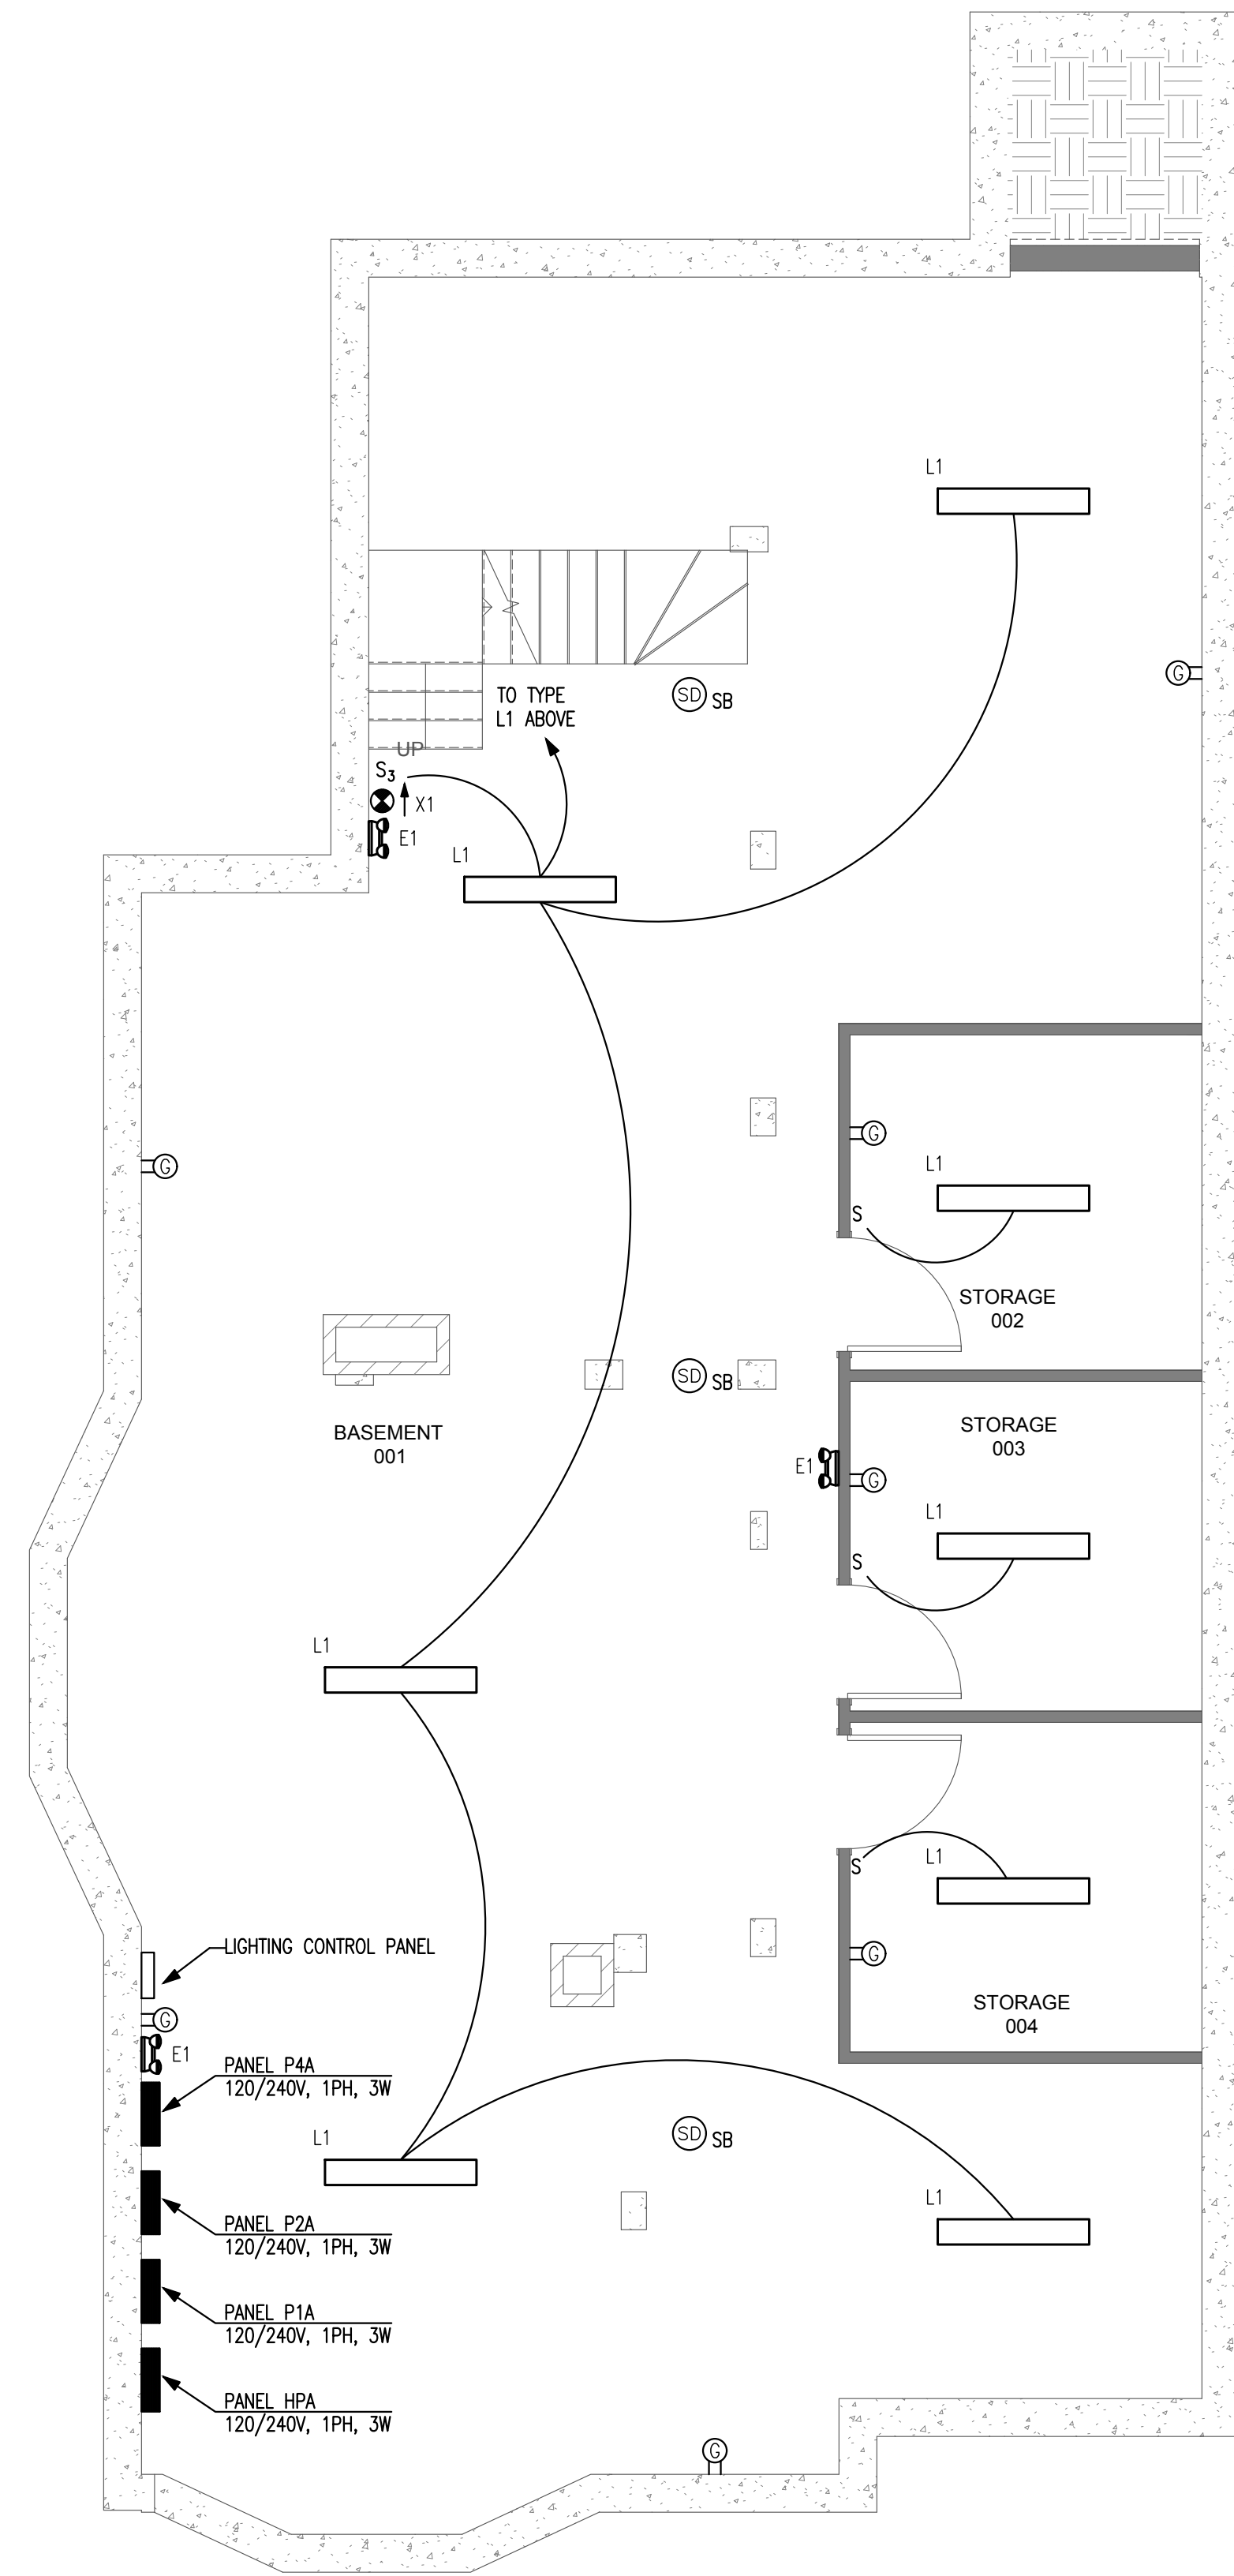 L1
G
TO TYPE
L1 ABOVE
SD SB
UP
S3
X1
E1
L1
G
L1
G
S
STORAGE
002
SD SB
BASEMENT
001
STORAGE
003
E1
G
L1
S
L1
L1
S
LIGHTING CONTROL PANEL
G
STORAGE
004
G
E1
PANEL P4A
120/240V, 1PH, 3W
SD SB
L1
L1
PANEL P2A
120/240V, 1PH, 3W
PANEL P1A
120/240V, 1PH, 3W
PANEL HPA
120/240V, 1PH, 3W
G